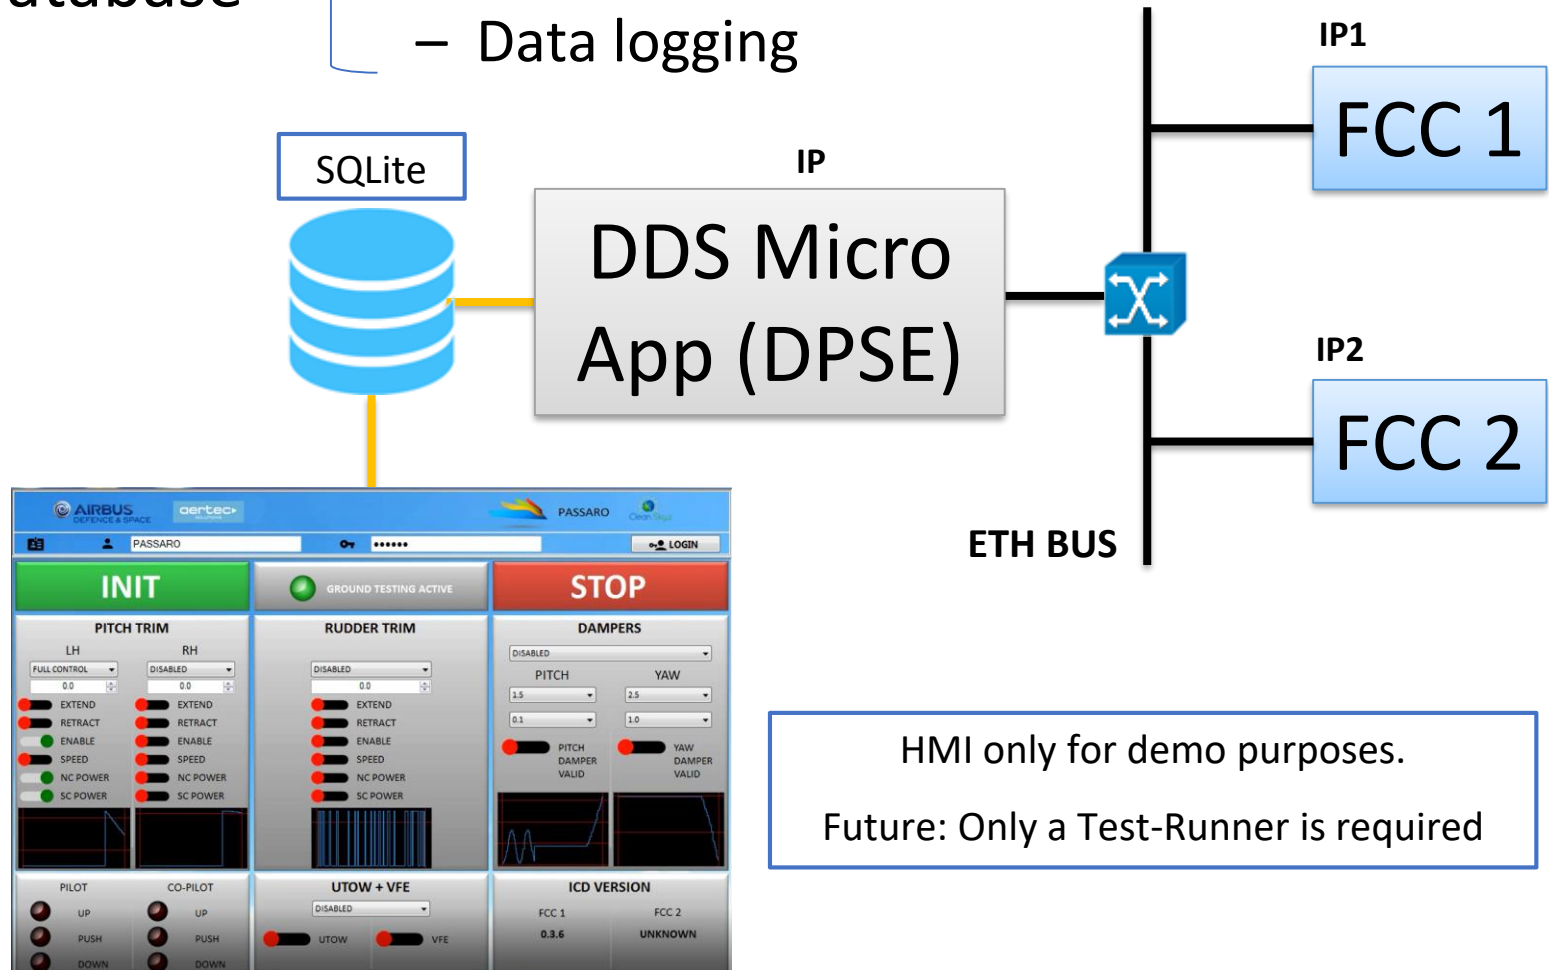 – Data logging
IP1
FCC 1
SQLite
IP
DDS Micro
App (DPSE)
IP2
FCC 2
ETH BUS
AIRBUS
DEFENCE & SPACE
aertec
PASSARO
Clean Sky2
PASSARO
••••••
LOGIN
INIT
GROUND TESTING ACTIVE
STOP
PITCH TRIM
LH RH
FULL CONTROL DISABLED
0.0 0.0
EXTEND EXTEND
RETRACT RETRACT
ENABLE ENABLE
SPEED SPEED
NC POWER NC POWER
SC POWER SC POWER
RUDDER TRIM
DISABLED
0.0
EXTEND
RETRACT
ENABLE
SPEED
NC POWER
SC POWER
DAMPERS
DISABLED
PITCH YAW
1.5 2.5
0.1 1.0
PITCH
DAMPER
VALID
YAW
DAMPER
VALID
PILOT CO-PILOT
UP UP
PUSH PUSH
DOWN DOWN
UTOW + VFE
DISABLED
UTOW VFE
ICD VERSION
FCC 1 FCC 2
0.3.6 UNKNOWN
HMI only for demo purposes.
Future: Only a Test-Runner is required